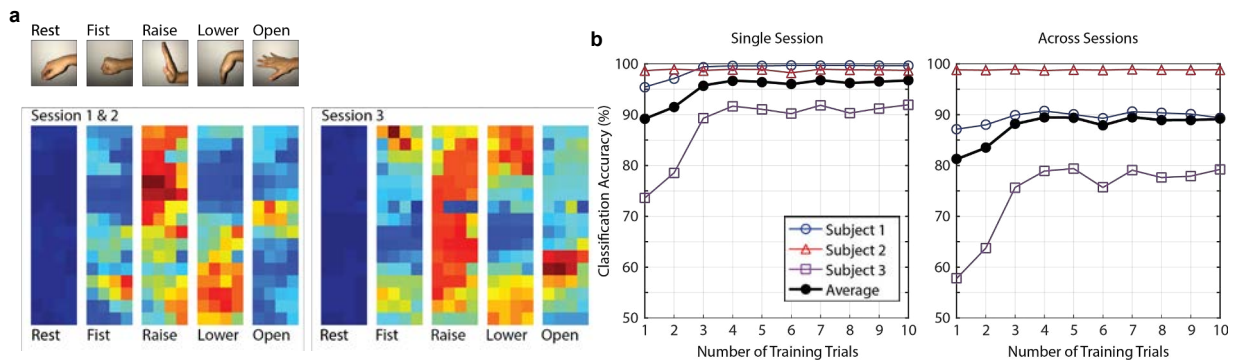 a
Rest Fist Raise Lower Open
Session 1 & 2
Rest Fist Raise Lower Open
Session 3
Rest Fist Raise Lower Open
b
Single Session
Classification Accuracy (%)
100
90
80
70
60
50
1 2 3 4 5 6 7 8 9 10
Number of Training Trials
Subject 1
Subject 2
Subject 3
Average
Across Sessions
100
90
80
70
60
50
1 2 3 4 5 6 7 8 9 10
Number of Training Trials